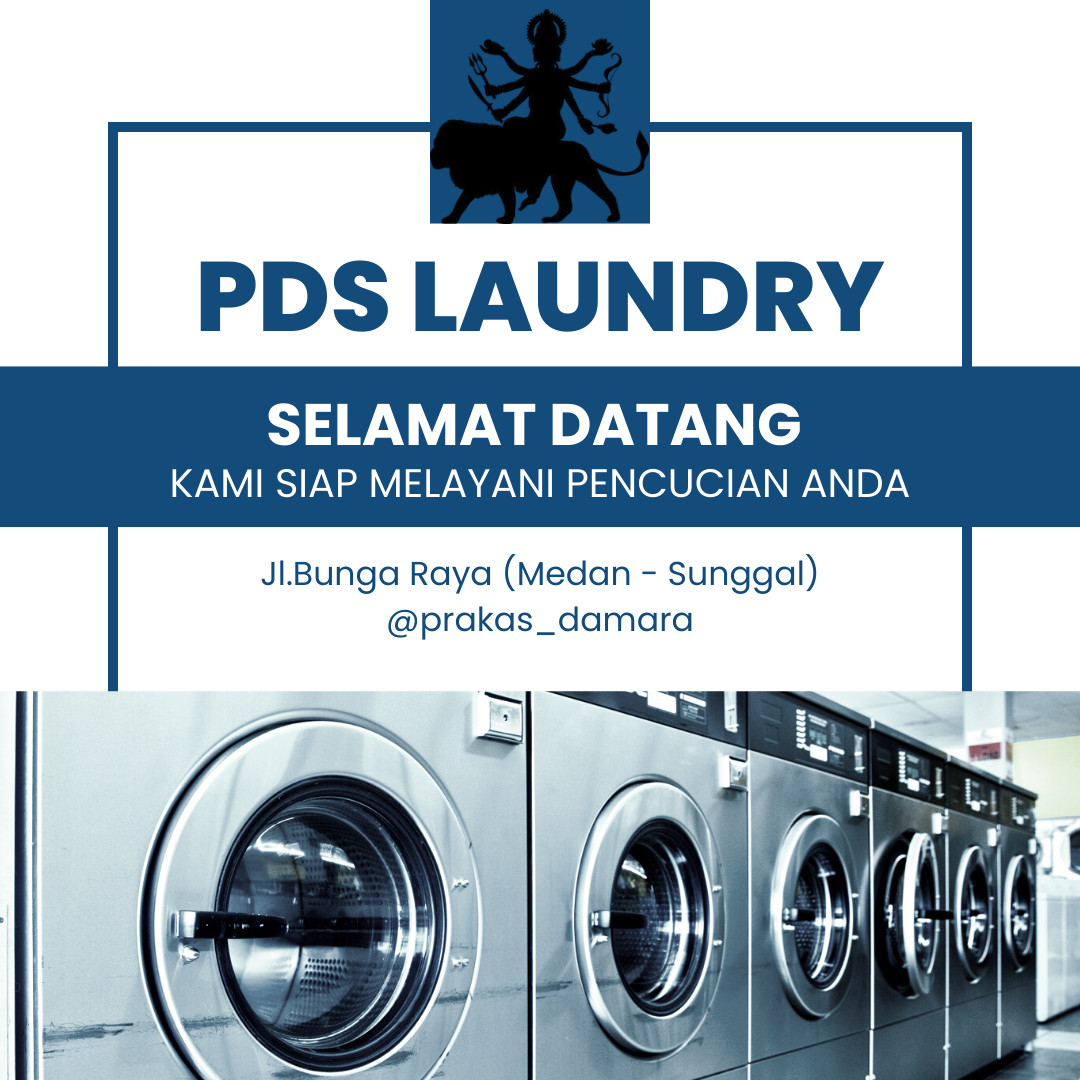 PDS LAUNDRY
SELAMAT DATANG
KAMI SIAP MELAYANI PENCUCIAN ANDA
Jl.Bunga Raya (Medan - Sunggal)
@prakas_damara